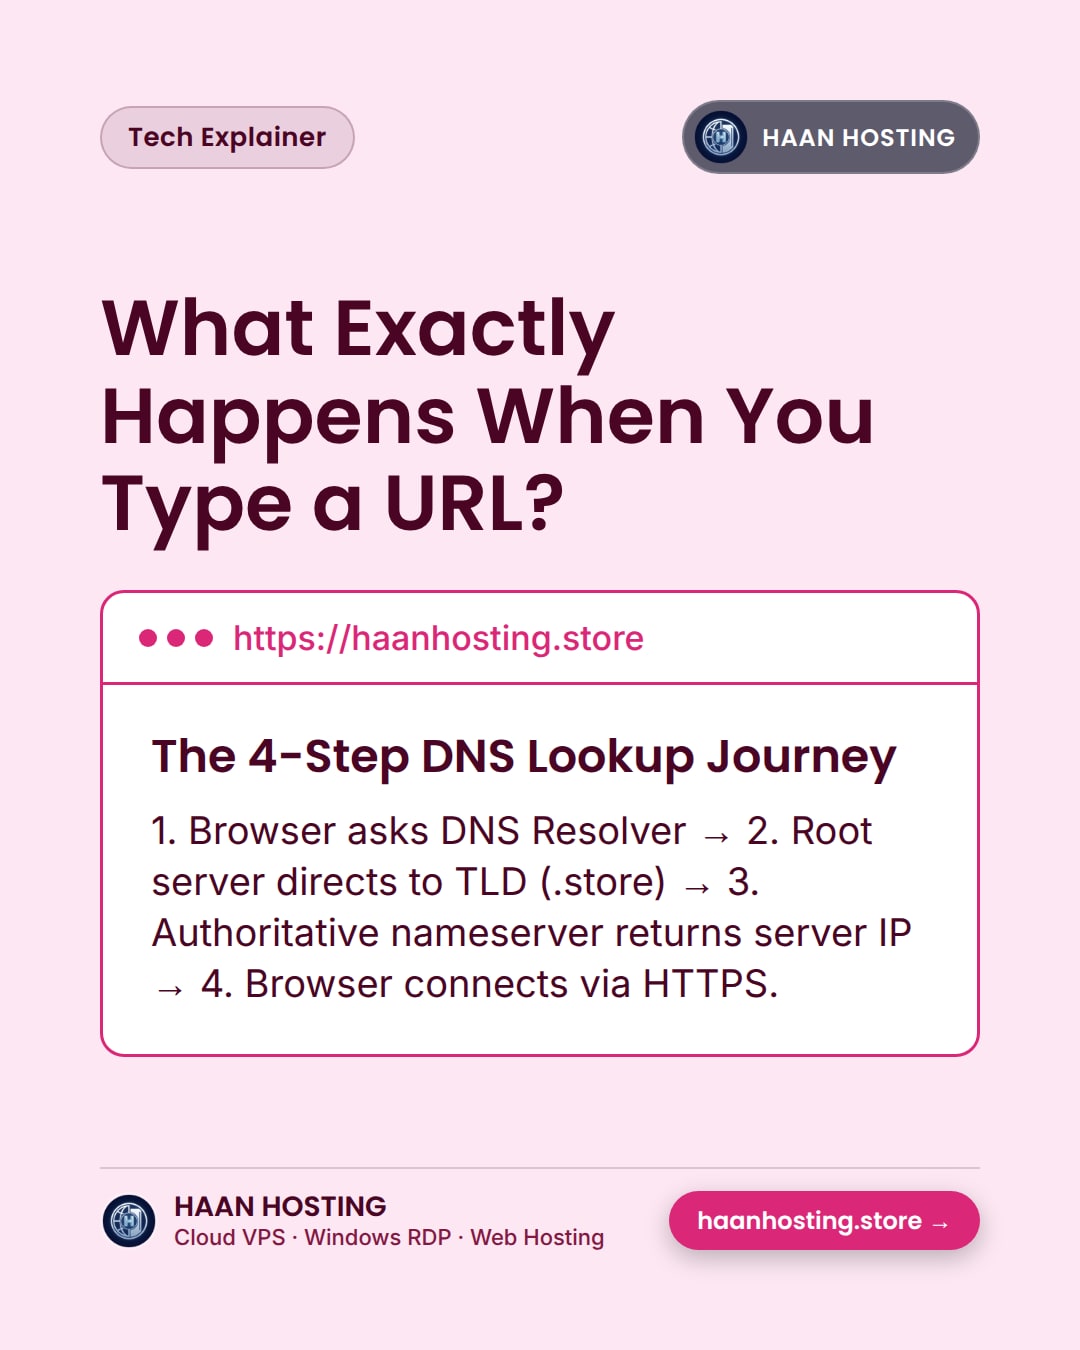 Tech Explainer
HAAN HOSTING
What Exactly
Happens When You
Type a URL?
https://haanhosting.store
The 4-Step DNS Lookup Journey
1. Browser asks DNS Resolver → 2. Root
server directs to TLD (.store) → 3.
Authoritative nameserver returns server IP
→ 4. Browser connects via HTTPS.
HAAN HOSTING
Cloud VPS · Windows RDP · Web Hosting
haanhosting.store →